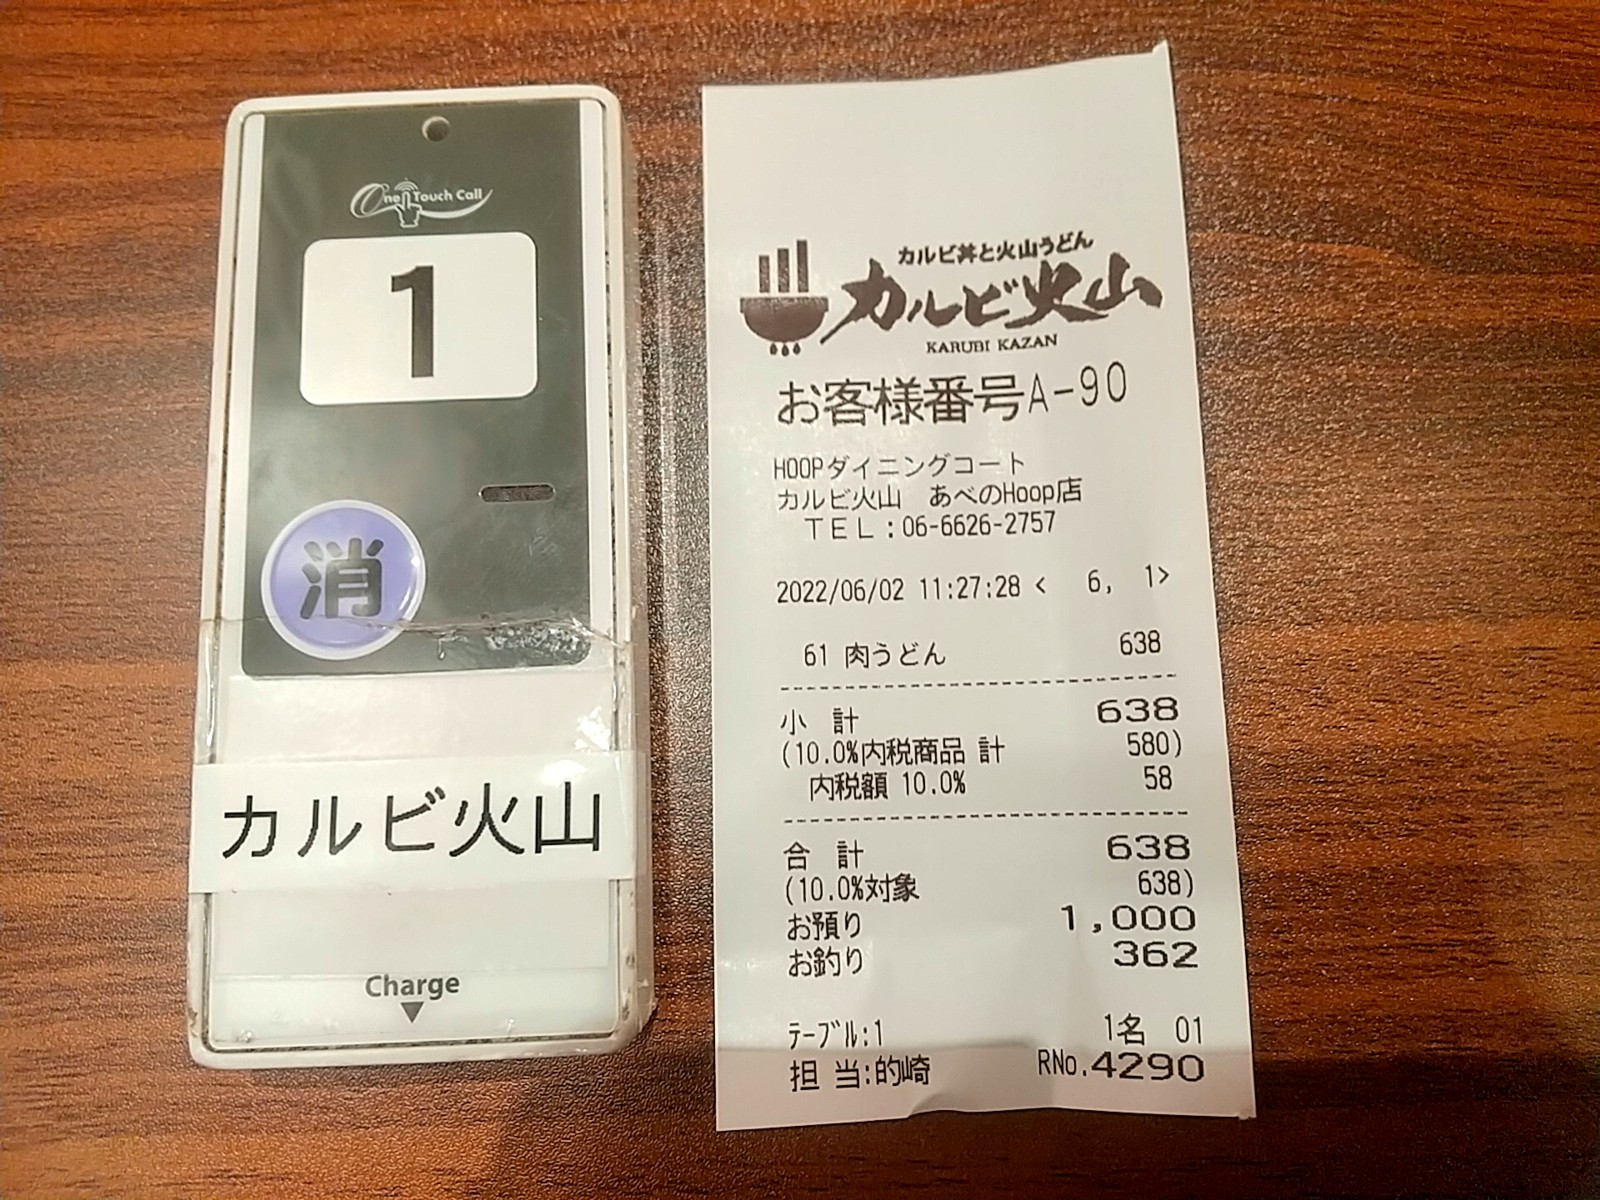 One Touch Call
1
消
カルビ火山
Charge
カルビ丼と火山うどん
カルビ火山
KARUBI KAZAN
お客様番号A-90
HOOPダイニングコート
カルビ火山 あべのHoop店
TEL:06-6626-2757
2022/06/02 11:27:28 < 6, 1>
61 肉うどん 638
小 計 638
(10.0%内税商品 計 580)
内税額 10.0% 58
合 計 638
(10.0%対象 638)
お預り 1,000
お釣り 362
ﾃｰﾌﾞﾙ:1 1名 01
担 当:的崎 RNo.4290